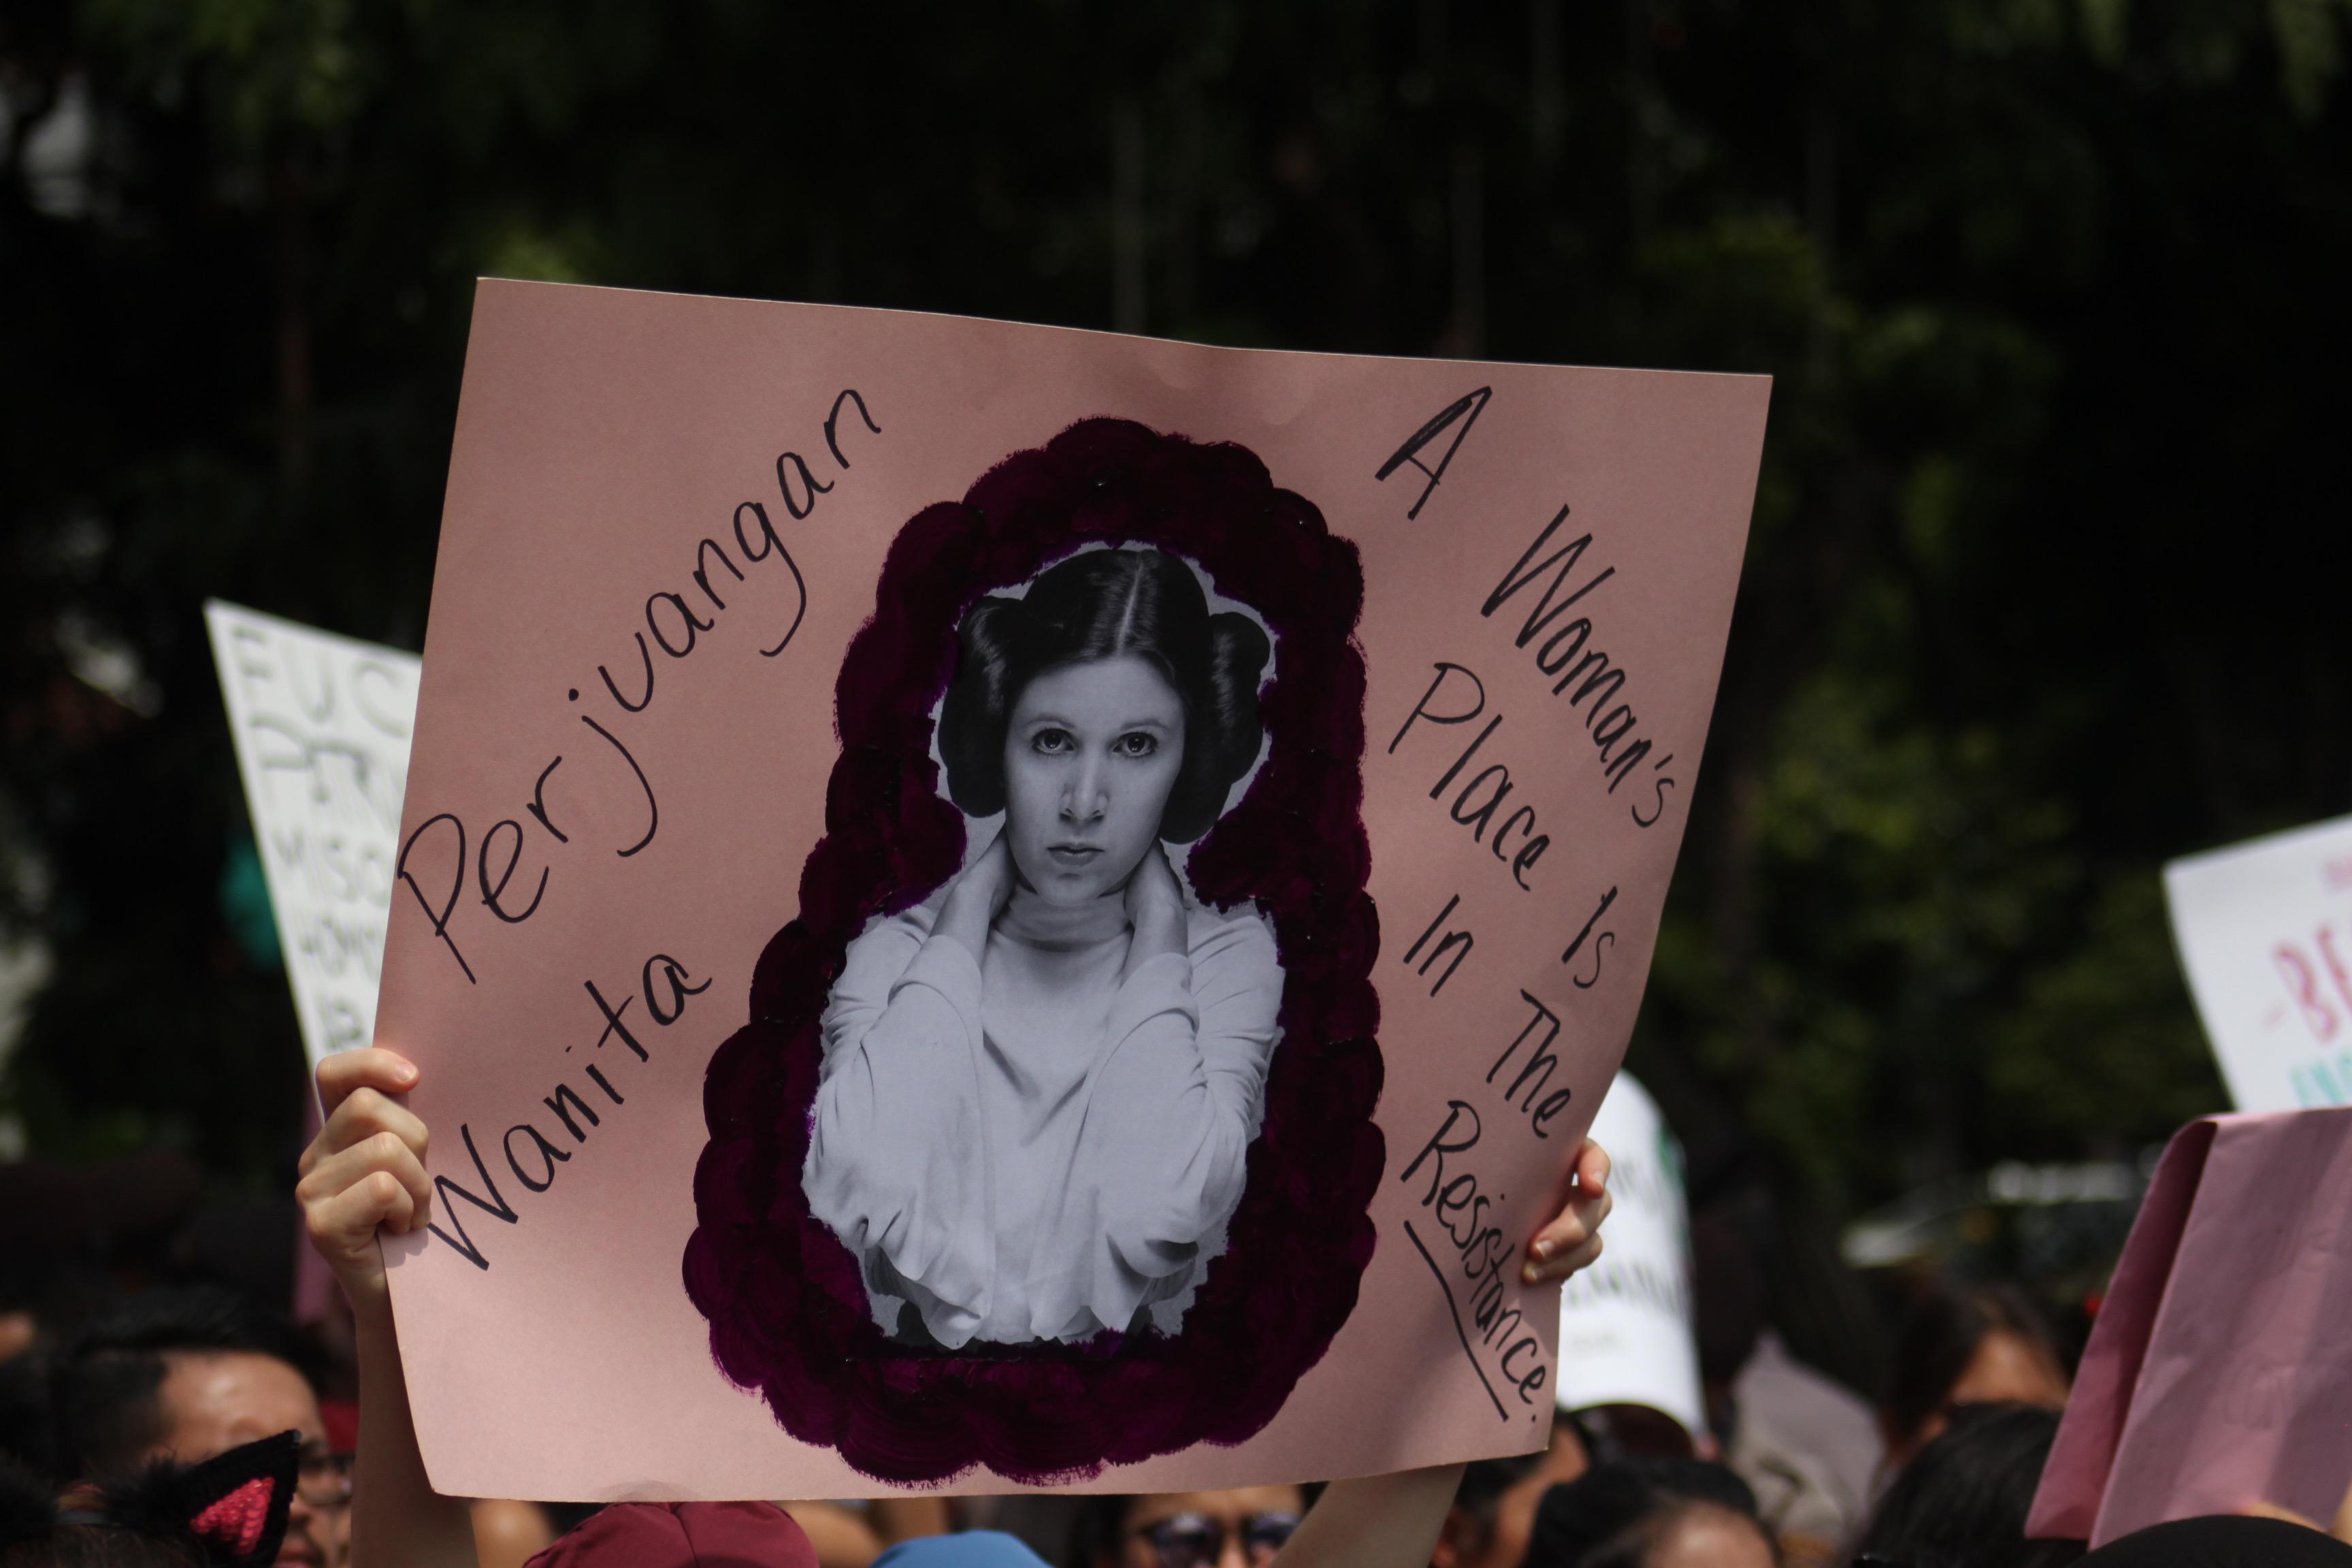 Perjuangan
Wanita
A Woman's
Place Is
In The
Resistance.